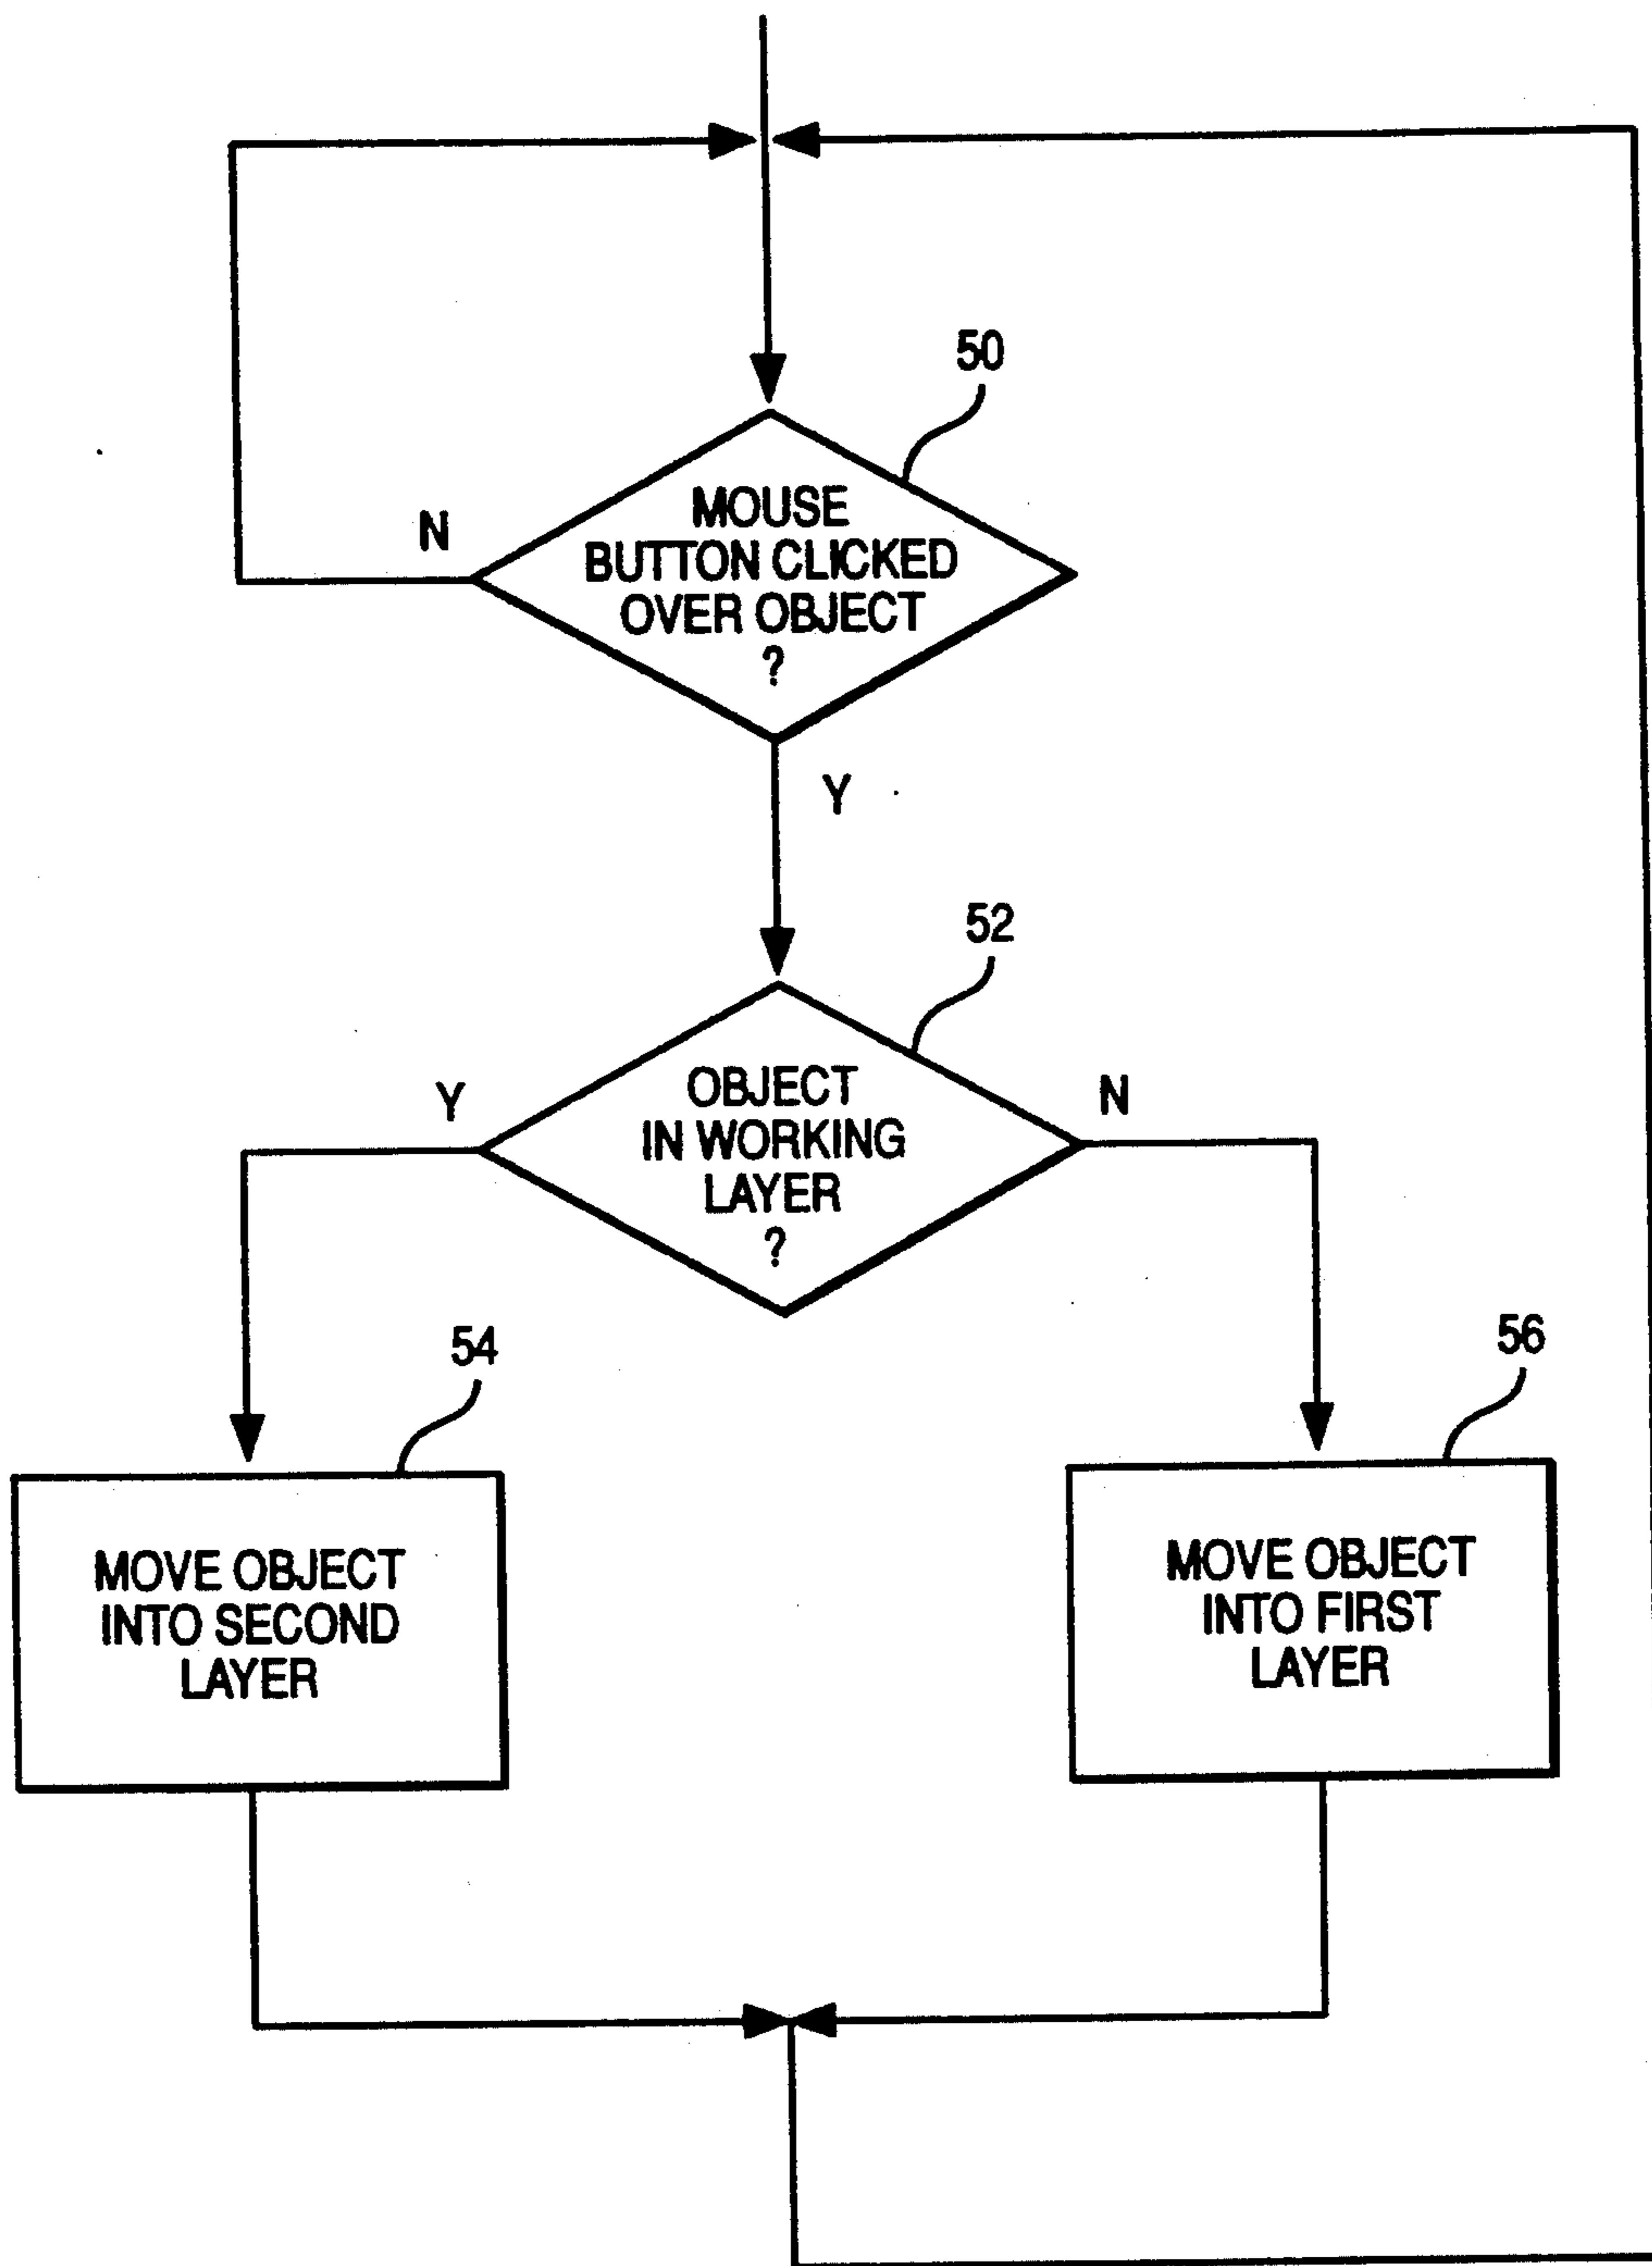 50
MOUSE
BUTTON CLICKED
OVER OBJECT
?
N
Y
52
OBJECT
IN WORKING
LAYER
?
Y
N
54
MOVE OBJECT
INTO SECOND
LAYER
56
MOVE OBJECT
INTO FIRST
LAYER